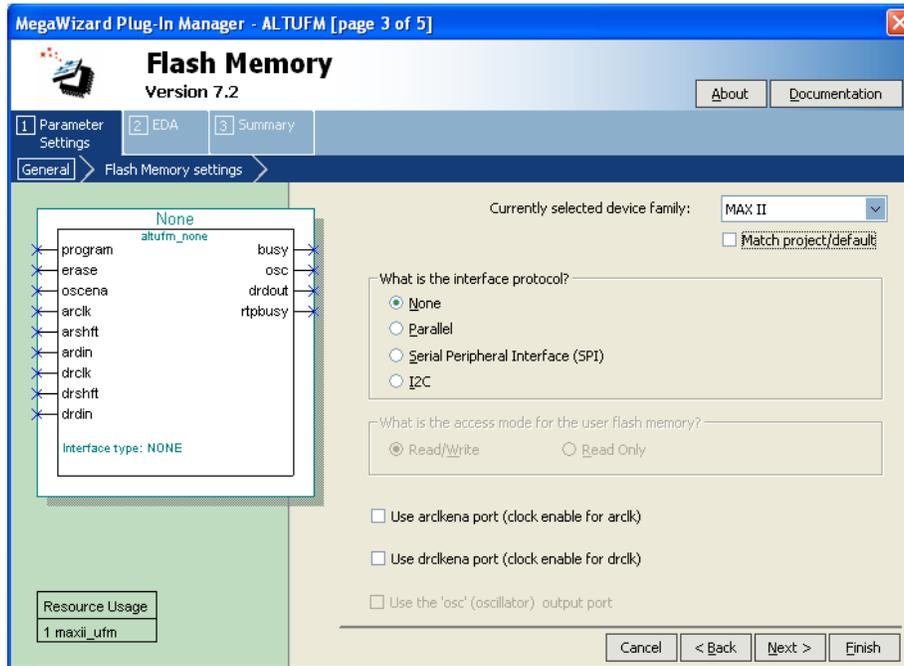 MegaWizard Plug-In Manager - ALTUFM [page 3 of 5]
Flash Memory
Version 7.2
About
Documentation
1 Parameter Settings
2 EDA
3 Summary
General
Flash Memory settings
None
altufm_none
program
erase
oscena
arclk
arshft
ardin
drclk
drshft
drdin
busy
osc
drdout
rtpbusy
Interface type: NONE
Resource Usage
1 maxii_ufm
Currently selected device family:
MAX II
Match project/default
What is the interface protocol?
None
Parallel
Serial Peripheral Interface (SPI)
I2C
What is the access mode for the user flash memory?
Read/Write
Read Only
Use arclkena port (clock enable for arclk)
Use drclkena port (clock enable for drclk)
Use the 'osc' (oscillator) output port
Cancel
< Back
Next >
Finish